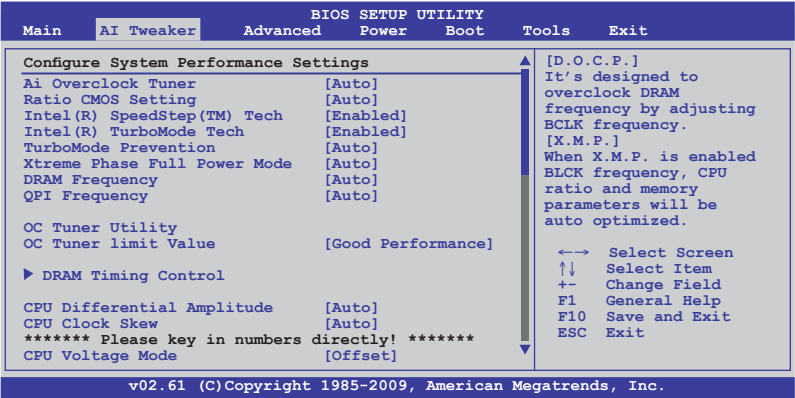 BIOS SETUP UTILITY
Main AI Tweaker Advanced Power Boot Tools Exit
Configure System Performance Settings
Ai Overclock Tuner [Auto]
Ratio CMOS Setting [Auto]
Intel(R) SpeedStep(TM) Tech [Enabled]
Intel(R) TurboMode Tech [Enabled]
TurboMode Prevention [Auto]
Xtreme Phase Full Power Mode [Auto]
DRAM Frequency [Auto]
QPI Frequency [Auto]
OC Tuner Utility
OC Tuner limit Value [Good Performance]
DRAM Timing Control
CPU Differential Amplitude [Auto]
CPU Clock Skew [Auto]
******* Please key in numbers directly! *******
CPU Voltage Mode [Offset]
[D.O.C.P.]
It's designed to
overclock DRAM
frequency by adjusting
BCLK frequency.
[X.M.P.]
When X.M.P. is enabled
BLCK frequency, CPU
ratio and memory
parameters will be
auto optimized.
←→ Select Screen
↑↓ Select Item
+- Change Field
F1 General Help
F10 Save and Exit
ESC Exit
v02.61 (C)Copyright 1985-2009, American Megatrends, Inc.